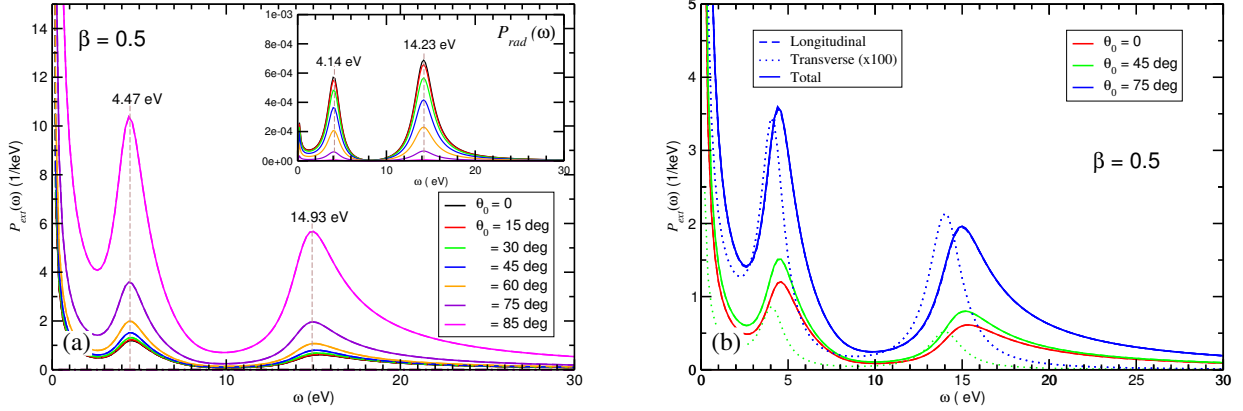 β = 0.5
4.47 eV
14.93 eV
(a)
P_ext(ω) (1/keV)
0
2
4
6
8
10
12
14
0
10
20
30
ω (eV)
θ₀ = 0
θ₀ = 15 deg
= 30 deg
= 45 deg
= 60 deg
= 75 deg
= 85 deg
P_rad(ω)
4.14 eV
14.23 eV
1e-03
8e-04
6e-04
4e-04
2e-04
0e+00
0
5
10
15
20
25
30
ω ( eV)
Longitudinal
Transverse (x100)
Total
θ₀ = 0
θ₀ = 45 deg
θ₀ = 75 deg
β = 0.5
(b)
P_ext(ω) (1/keV)
0
1
2
3
4
5
0
5
10
15
20
25
30
ω ( eV)